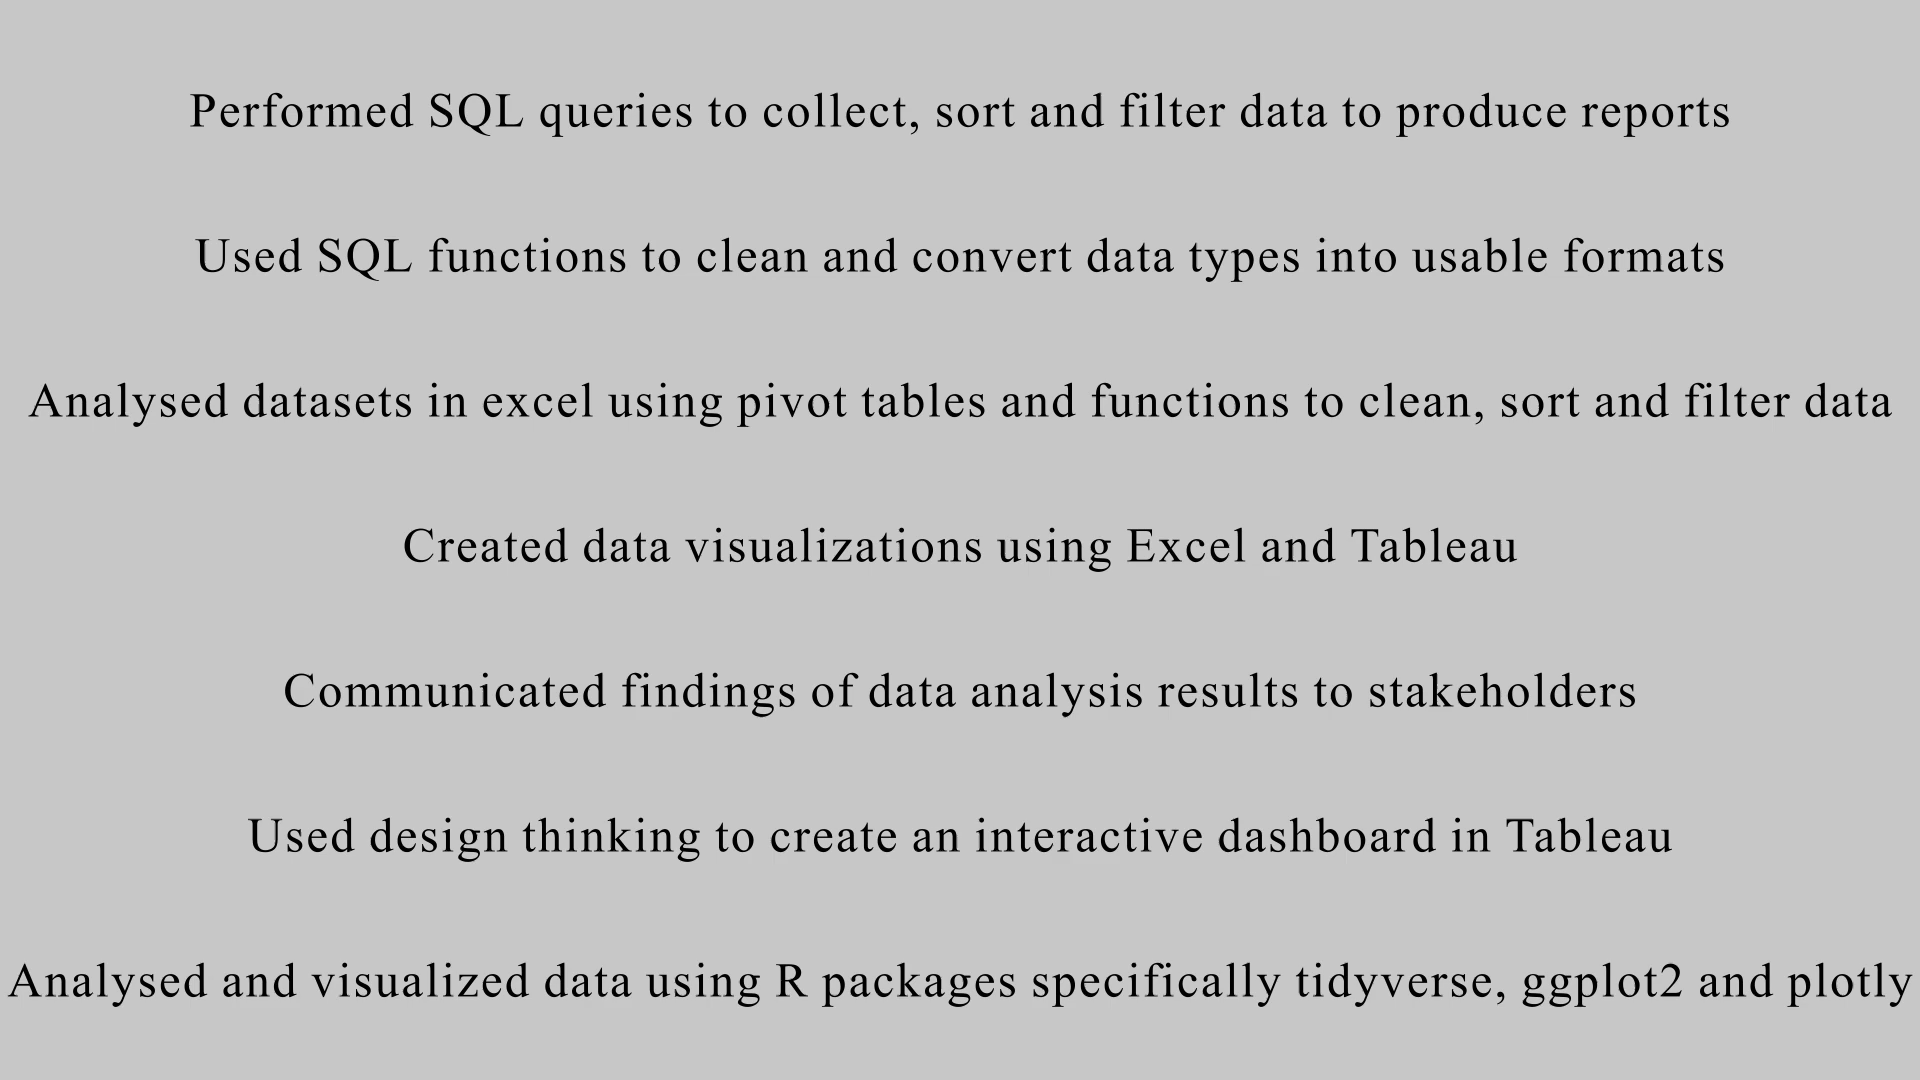 Performed SQL queries to collect, sort and filter data to produce reports
Used SQL functions to clean and convert data types into usable formats
Analysed datasets in excel using pivot tables and functions to clean, sort and filter data
Created data visualizations using Excel and Tableau
Communicated findings of data analysis results to stakeholders
Used design thinking to create an interactive dashboard in Tableau
Analysed and visualized data using R packages specifically tidyverse, ggplot2 and plotly